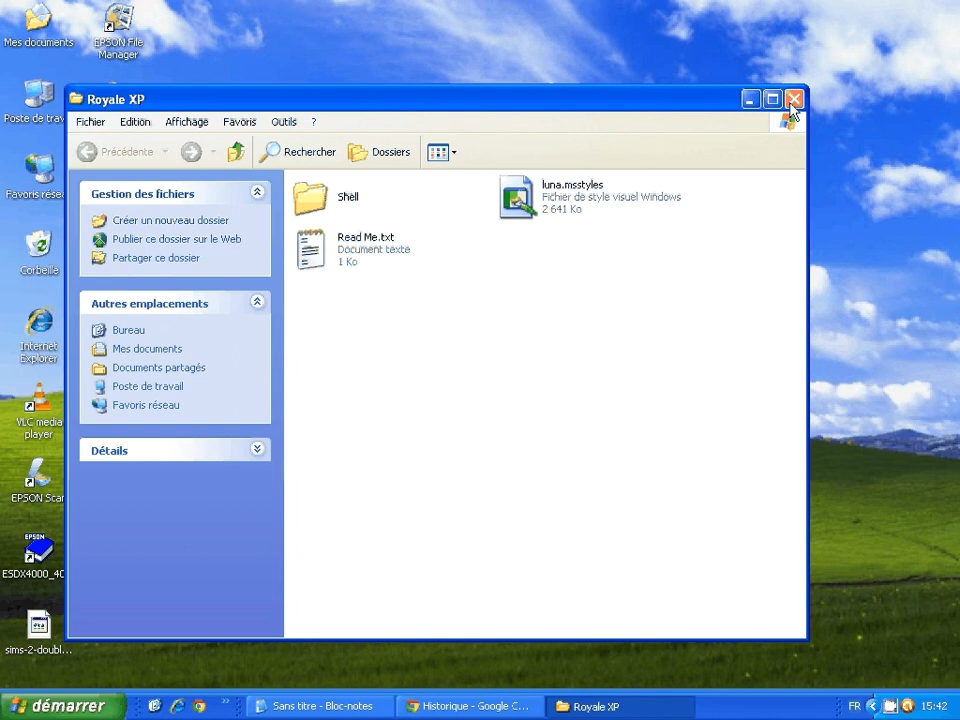 Mes documents
EPSON File
Manager
Poste de trav
Favoris rése
Corbeille
Internet
Explorer
VLC media
player
EPSON Scan
ESDX4000_40
sims-2-doubl...
Royale XP
Fichier Edition Affichage Favoris Outils ?
Précédente Rechercher Dossiers
Gestion des fichiers
Créer un nouveau dossier
Publier ce dossier sur le Web
Partager ce dossier
Autres emplacements
Bureau
Mes documents
Documents partagés
Poste de travail
Favoris réseau
Détails
Shell
luna.msstyles
Fichier de style visuel Windows
2 641 Ko
Read Me.txt
Document texte
1 Ko
démarrer
Sans titre - Bloc-notes
Historique - Google C...
Royale XP
FR
15:42